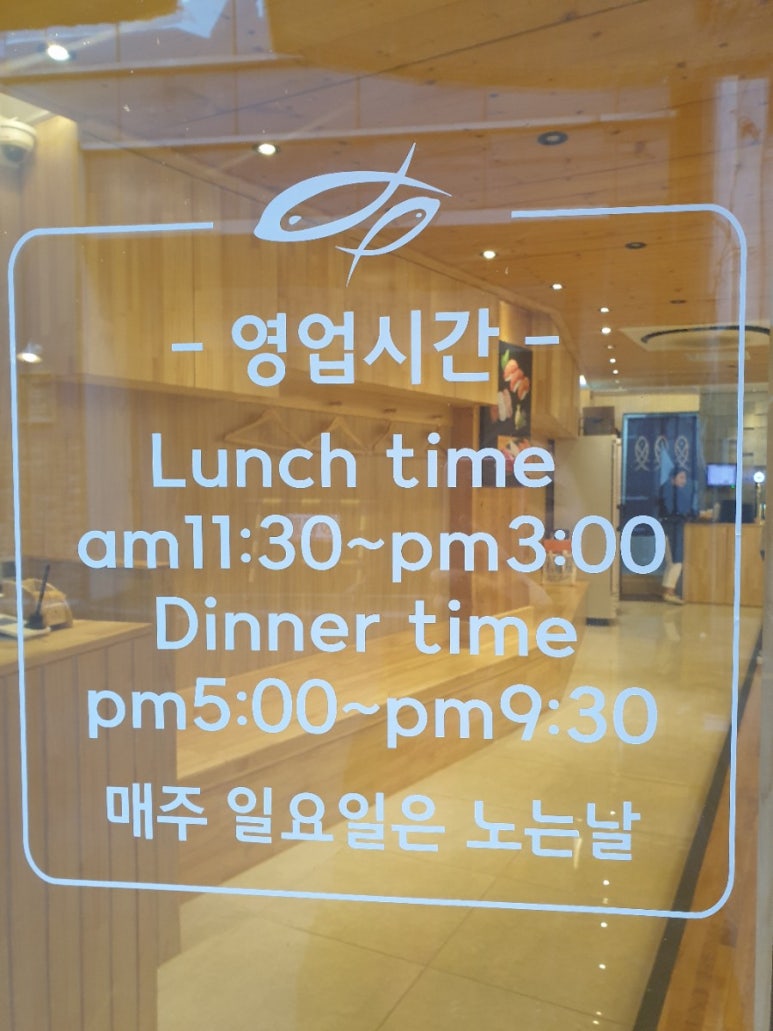 - 영업시간 -
Lunch time
am11:30~pm3:00
Dinner time
pm5:00~pm9:30
매주 일요일은 노는날